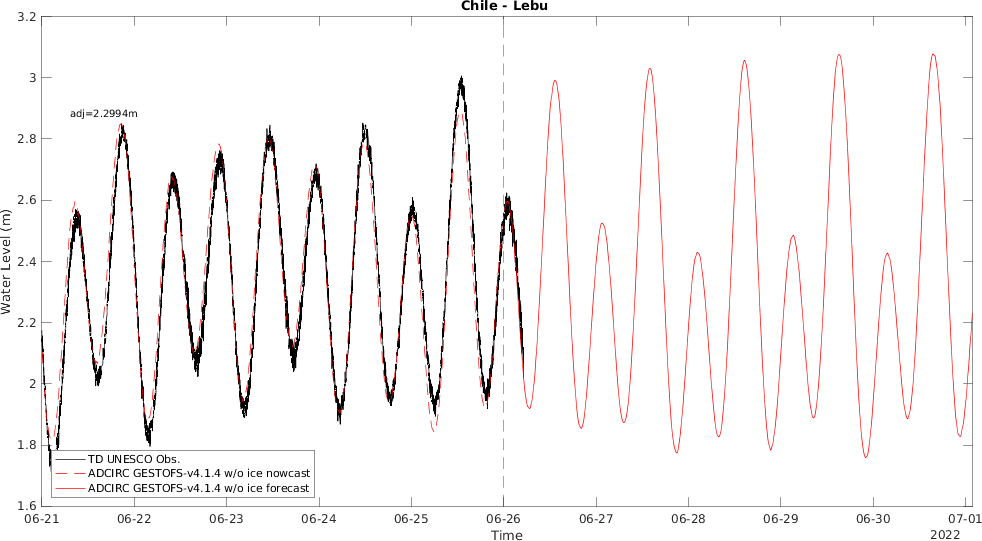 Chile - Lebu
3.2
3
2.8
2.6
2.4
2.2
2
1.8
1.6
Water Level (m)
adj=2.2994m
TD UNESCO Obs.
ADCIRC GESTOFS-v4.1.4 w/o ice nowcast
ADCIRC GESTOFS-v4.1.4 w/o ice forecast
06-21 06-22 06-23 06-24 06-25 06-26 06-27 06-28 06-29 06-30 07-01
Time
2022